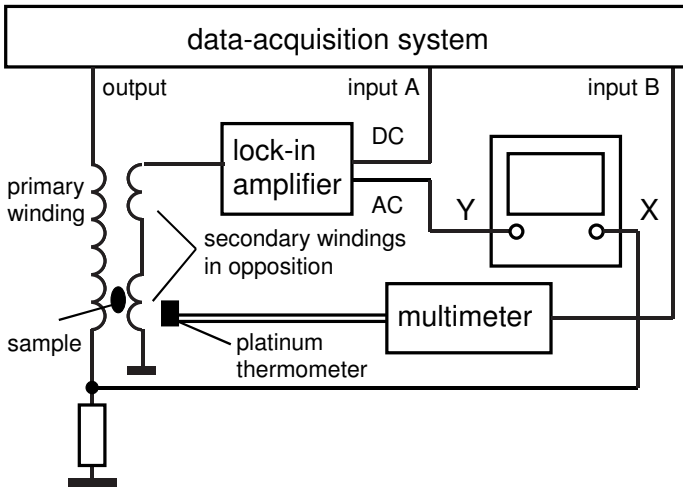 data-acquisition system
output
input A
input B
DC
lock-in
amplifier
AC
primary
winding
Y
X
secondary windings
in opposition
multimeter
sample
platinum
thermometer